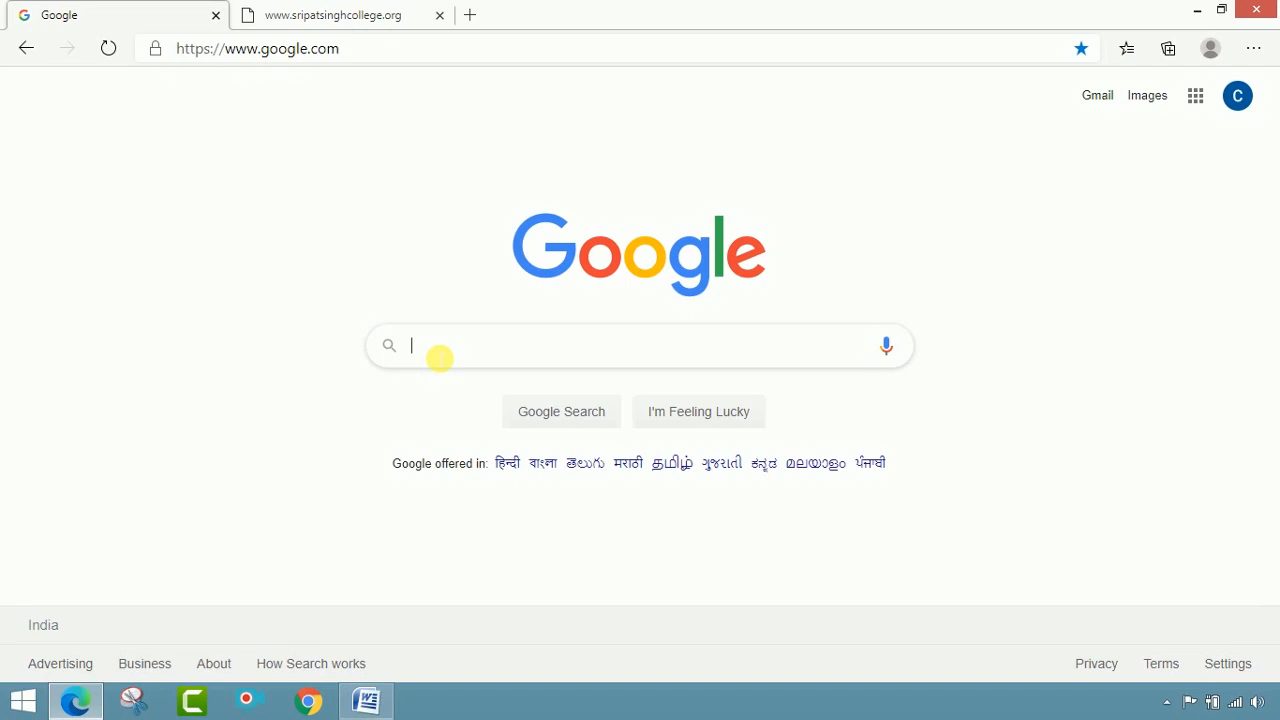 Google
www.sripatsinghcollege.org
https://www.google.com
Gmail Images C
Google
Google Search I'm Feeling Lucky
Google offered in: हिन्दी বাংলা తెలుగు मराठी தமிழ் ગુજરાતી ಕನ್ನಡ മലയാളം ਪੰਜਾਬੀ
India
Advertising Business About How Search works Privacy Terms Settings